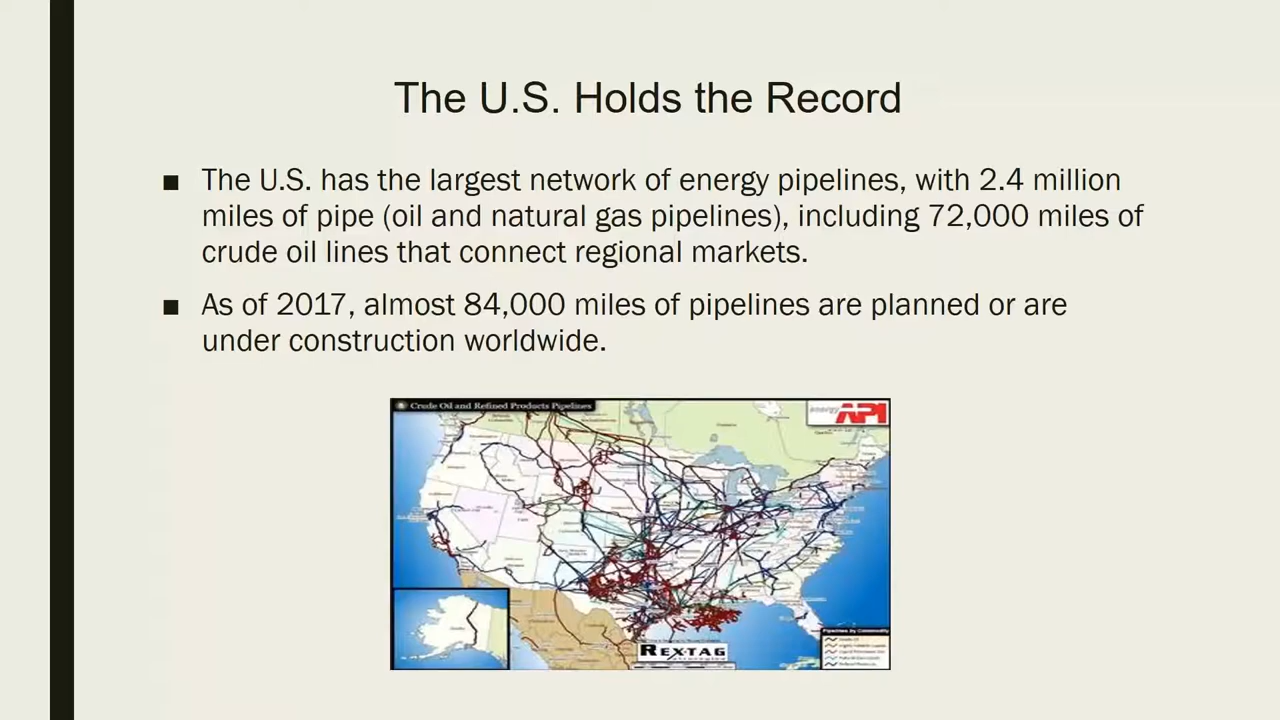 The U.S. Holds the Record
■ The U.S. has the largest network of energy pipelines, with 2.4 million
miles of pipe (oil and natural gas pipelines), including 72,000 miles of
crude oil lines that connect regional markets.
■ As of 2017, almost 84,000 miles of pipelines are planned or are
under construction worldwide.
Crude Oil and Refined Products Pipelines
energy API
REXTAG
Pipelines by Commodity